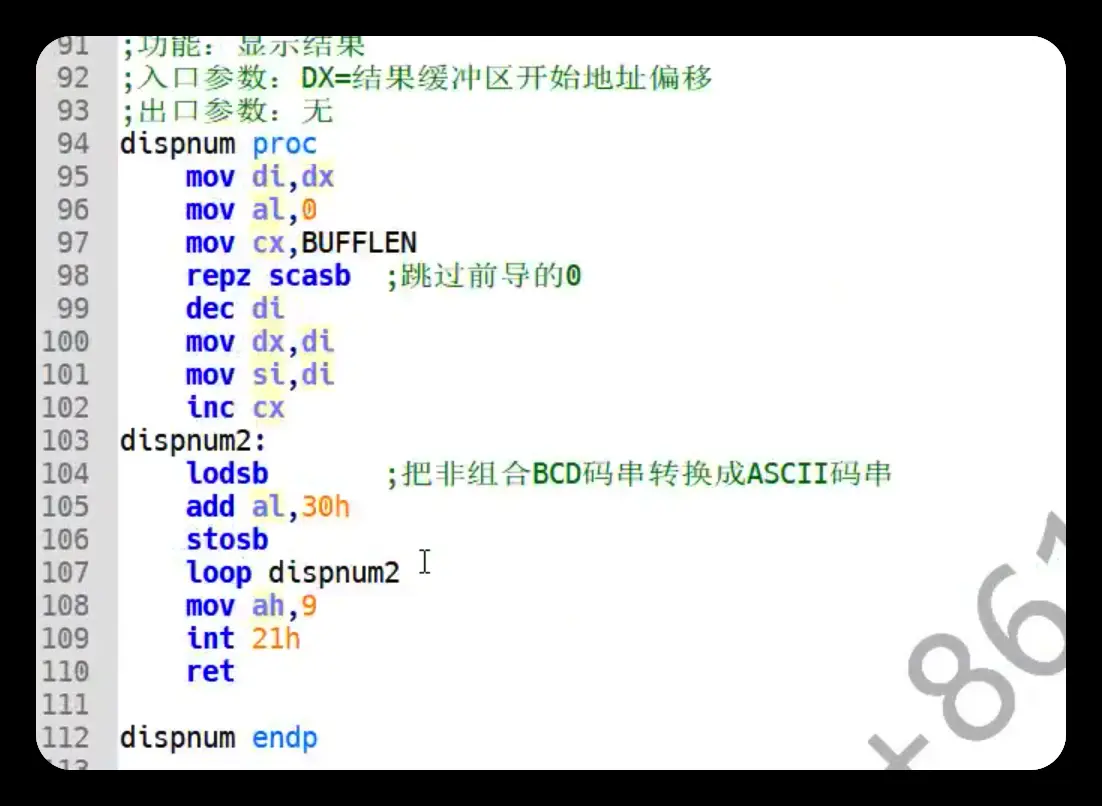 91 ;功能：显示结果
92 ;入口参数：DX=结果缓冲区开始地址偏移
93 ;出口参数：无
94 dispnum proc
95 mov di,dx
96 mov al,0
97 mov cx,BUFFLEN
98 repz scasb ;跳过前导的0
99 dec di
100 mov dx,di
101 mov si,di
102 inc cx
103 dispnum2:
104 lodsb ;把非组合BCD码串转换成ASCII码串
105 add al,30h
106 stosb
107 loop dispnum2
108 mov ah,9
109 int 21h
110 ret
111
112 dispnum endp
113
+861